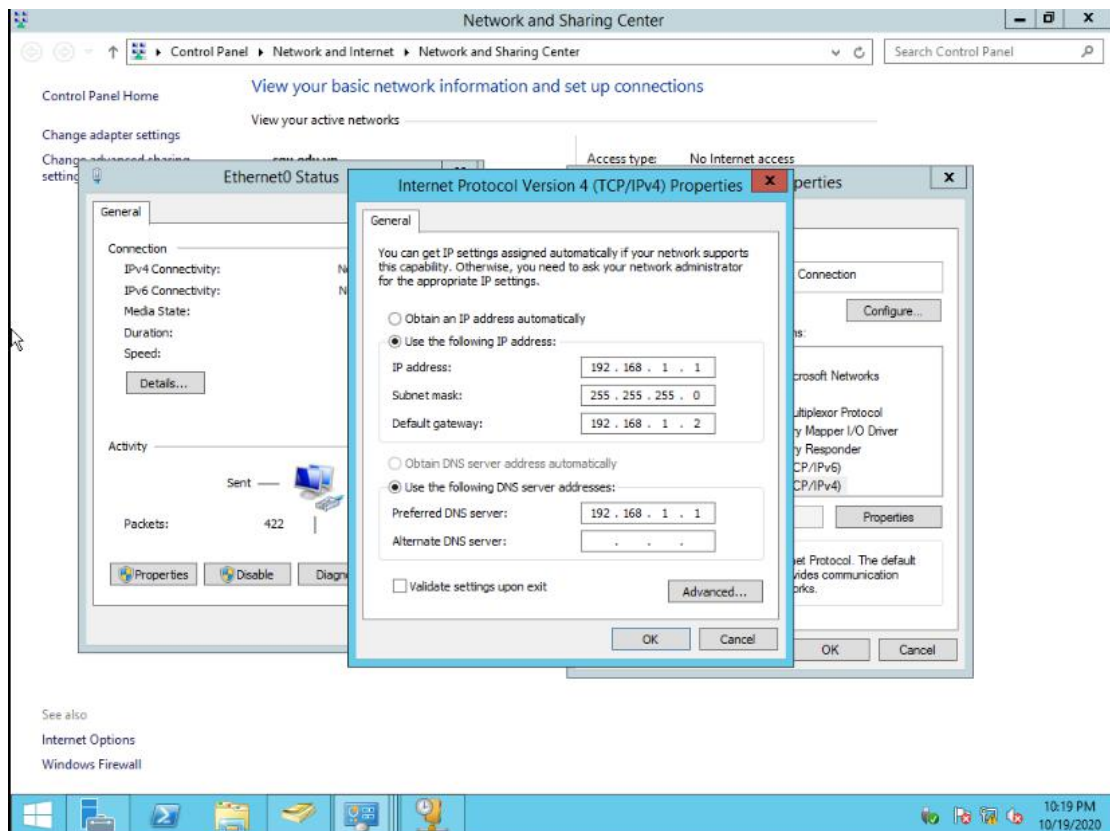 Network and Sharing Center
Control Panel Network and Internet Network and Sharing Center
Search Control Panel
Control Panel Home
View your basic network information and set up connections
View your active networks
Change adapter settings
Change advanced sharing
Access type: No Internet access
Ethernet0 Status
General
Connection
IPv4 Connectivity:
IPv6 Connectivity:
Media State:
Duration:
Speed:
Details...
Activity
Sent
Packets: 422
Properties
Disable
Internet Protocol Version 4 (TCP/IPv4) Properties
General
You can get IP settings assigned automatically if your network supports
this capability. Otherwise, you need to ask your network administrator
for the appropriate IP settings.
Obtain an IP address automatically
Use the following IP address:
IP address: 192 . 168 . 1 . 1
Subnet mask: 255 . 255 . 255 . 0
Default gateway: 192 . 168 . 1 . 2
Obtain DNS server address automatically
Use the following DNS server addresses:
Preferred DNS server: 192 . 168 . 1 . 1
Alternate DNS server: . . .
Validate settings upon exit
Advanced...
OK
Cancel
Connection
Configure...
Microsoft Networks
Protocol
Mapper I/O Driver
Responder
Properties
Protocol. The default
communication
OK
Cancel
See also
Internet Options
Windows Firewall
10:19 PM
10/19/2020